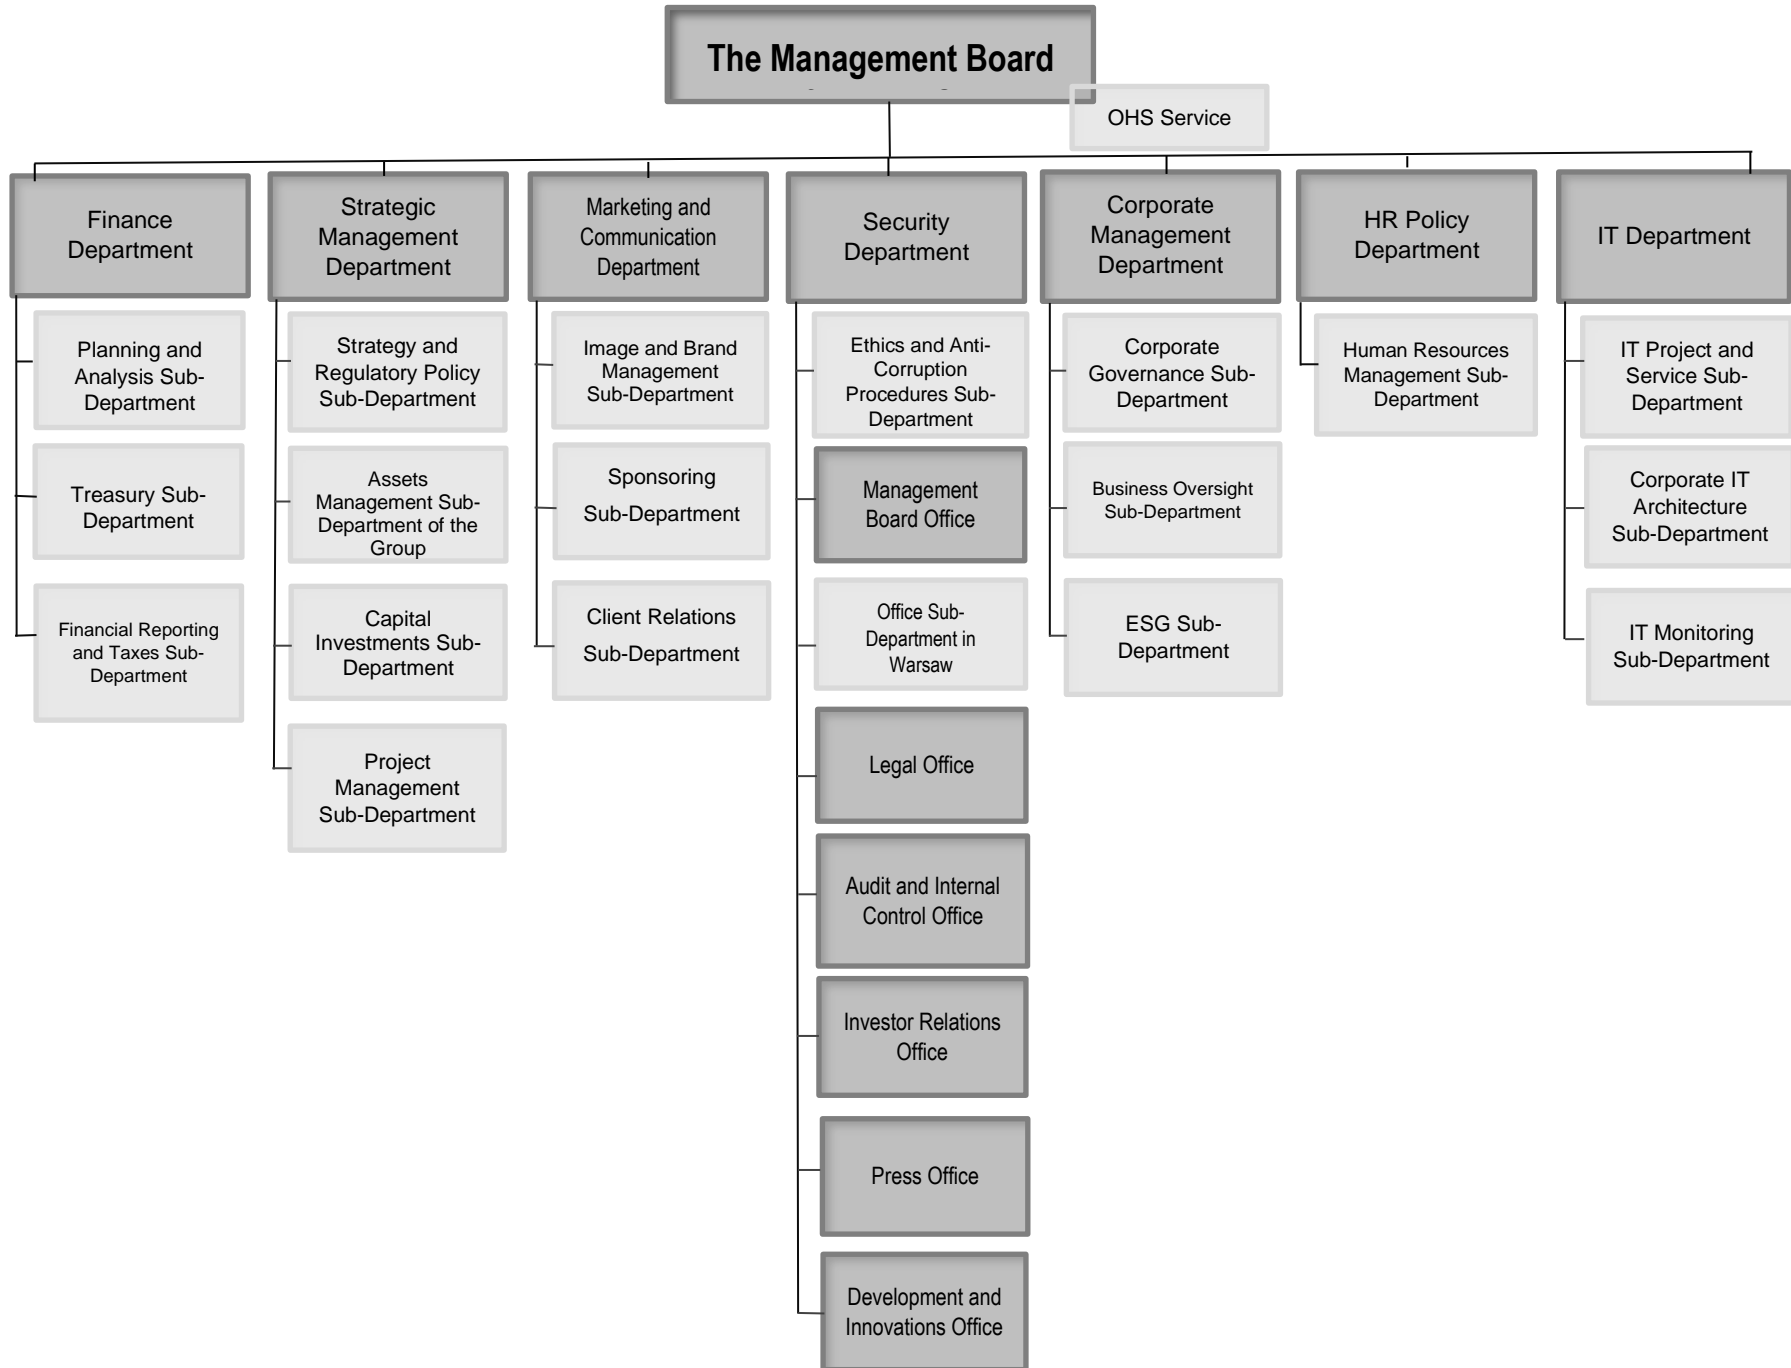 The Management Board
OHS Service
Finance
Department
Strategic
Management
Department
Marketing and
Communication
Department
Security
Department
Corporate
Management
Department
HR Policy
Department
IT Department
Planning and
Analysis Sub-
Department
Treasury Sub-
Department
Financial Reporting
and Taxes Sub-
Department
Strategy and
Regulatory Policy
Sub-Department
Assets
Management Sub-
Department of the
Group
Capital
Investments Sub-
Department
Project
Management
Sub-Department
Image and Brand
Management
Sub-Department
Sponsoring
Sub-Department
Client Relations
Sub-Department
Ethics and Anti-
Corruption
Procedures Sub-
Department
Management
Board Office
Office Sub-
Department in
Warsaw
Legal Office
Audit and Internal
Control Office
Investor Relations
Office
Press Office
Development and
Innovations Office
Corporate
Governance Sub-
Department
Business Oversight
Sub-Department
ESG Sub-
Department
Human Resources
Management Sub-
Department
IT Project and
Service Sub-
Department
Corporate IT
Architecture
Sub-Department
IT Monitoring
Sub-Department